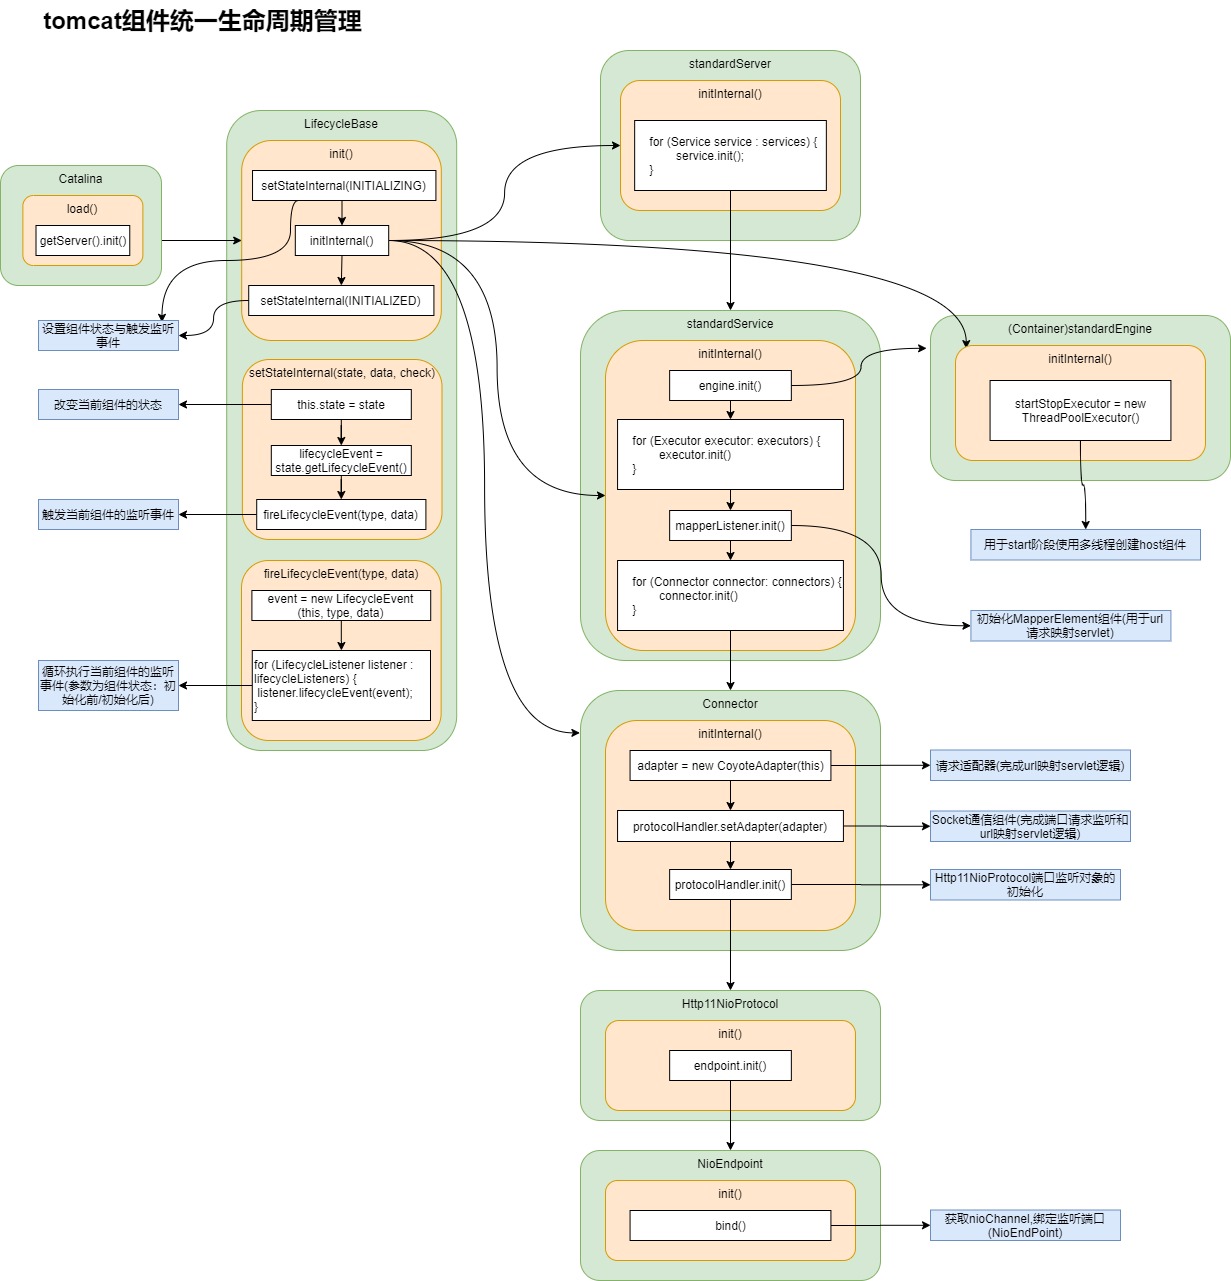 tomcat组件统一生命周期管理
Catalina
load()
getServer().init()
设置组件状态与触发监听
事件
改变当前组件的状态
触发当前组件的监听事件
循环执行当前组件的监听
事件(参数为组件状态：初
始化前/初始化后)
LifecycleBase
init()
setStateInternal(INITIALIZING)
initInternal()
setStateInternal(INITIALIZED)
setStateInternal(state, data, check)
this.state = state
lifecycleEvent =
state.getLifecycleEvent()
fireLifecycleEvent(type, data)
fireLifecycleEvent(type, data)
event = new LifecycleEvent
(this, type, data)
for (LifecycleListener listener :
lifecycleListeners) {
listener.lifecycleEvent(event);
}
standardServer
initInternal()
for (Service service : services) {
service.init();
}
standardService
initInternal()
engine.init()
for (Executor executor: executors) {
executor.init()
}
mapperListener.init()
for (Connector connector: connectors) {
connector.init()
}
(Container)standardEngine
initInternal()
startStopExecutor = new
ThreadPoolExecutor()
用于start阶段使用多线程创建host组件
初始化MapperElement组件(用于url
请求映射servlet)
Connector
initInternal()
adapter = new CoyoteAdapter(this)
protocolHandler.setAdapter(adapter)
protocolHandler.init()
请求适配器(完成url映射servlet逻辑)
Socket通信组件(完成端口请求监听和
url映射servlet逻辑)
Http11NioProtocol端口监听对象的
初始化
Http11NioProtocol
init()
endpoint.init()
NioEndpoint
init()
bind()
获取nioChannel,绑定监听端口
(NioEndPoint)